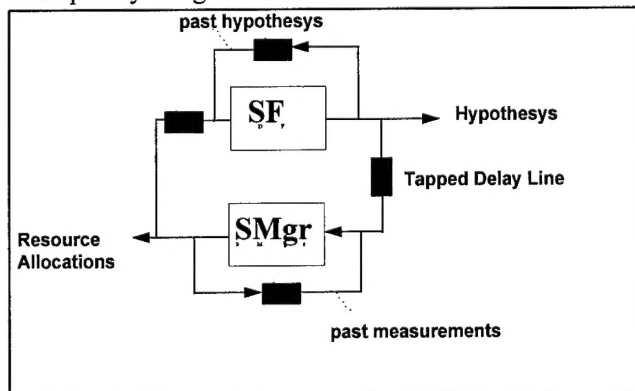 past hypothesys
SF
Hypothesys
Tapped Delay Line
SMgr
Resource
Allocations
past measurements